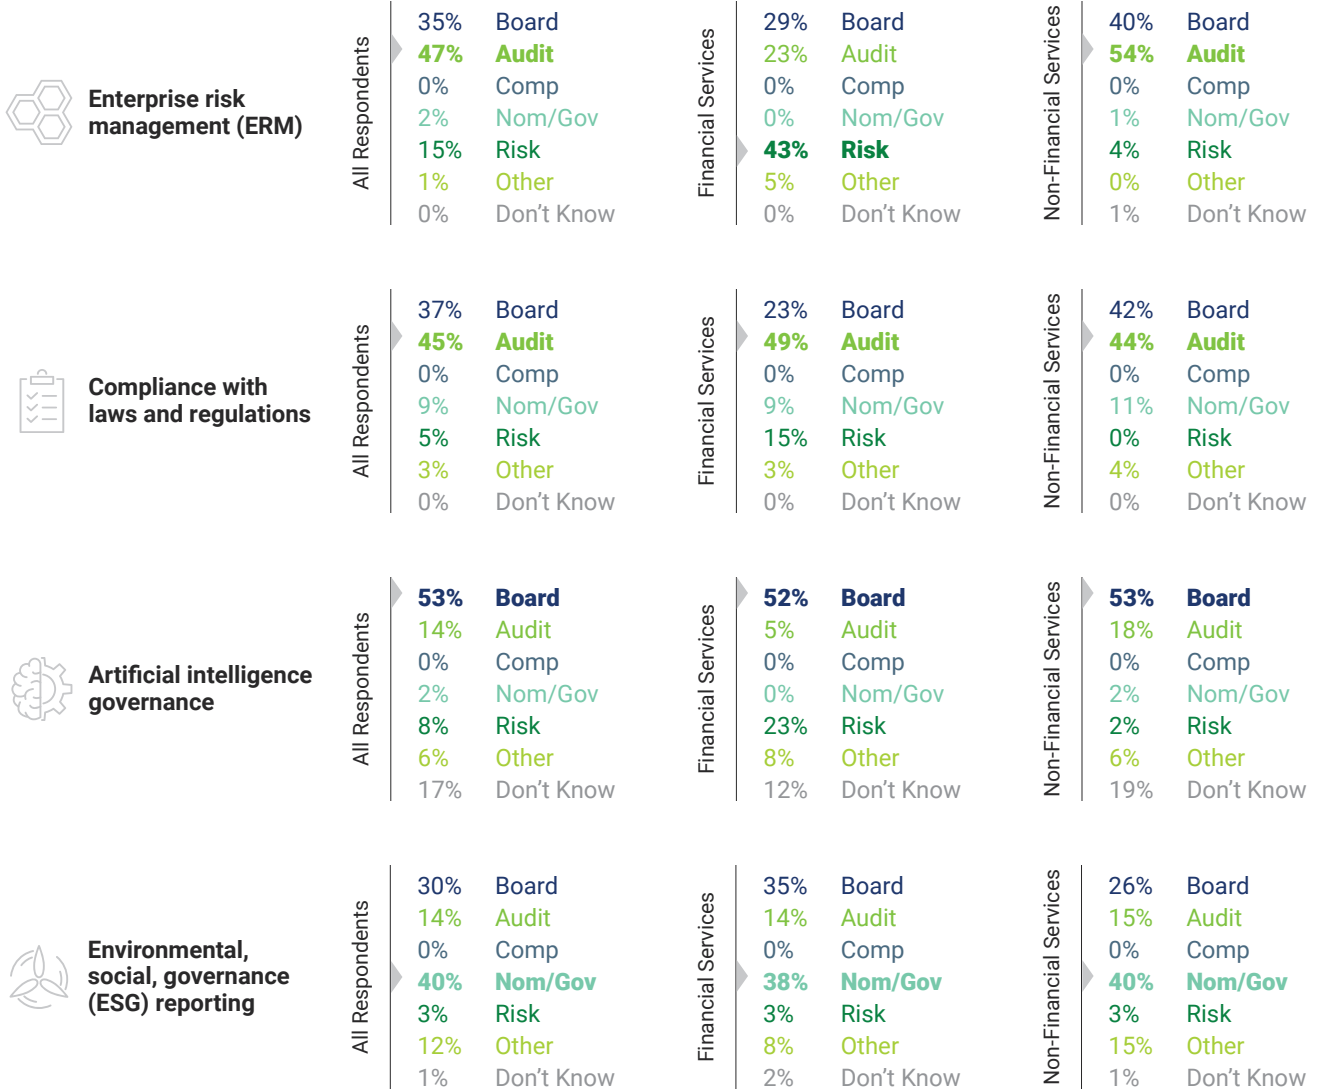 Enterprise risk
management (ERM)
All Respondents
35% Board
47% Audit
0% Comp
2% Nom/Gov
15% Risk
1% Other
0% Don't Know
Financial Services
29% Board
23% Audit
0% Comp
0% Nom/Gov
43% Risk
5% Other
0% Don't Know
Non-Financial Services
40% Board
54% Audit
0% Comp
1% Nom/Gov
4% Risk
0% Other
1% Don't Know
Compliance with
laws and regulations
All Respondents
37% Board
45% Audit
0% Comp
9% Nom/Gov
5% Risk
3% Other
0% Don't Know
Financial Services
23% Board
49% Audit
0% Comp
9% Nom/Gov
15% Risk
3% Other
0% Don't Know
Non-Financial Services
42% Board
44% Audit
0% Comp
11% Nom/Gov
0% Risk
4% Other
0% Don't Know
Artificial intelligence
governance
All Respondents
53% Board
14% Audit
0% Comp
2% Nom/Gov
8% Risk
6% Other
17% Don't Know
Financial Services
52% Board
5% Audit
0% Comp
0% Nom/Gov
23% Risk
8% Other
12% Don't Know
Non-Financial Services
53% Board
18% Audit
0% Comp
2% Nom/Gov
2% Risk
6% Other
19% Don't Know
Environmental,
social, governance
(ESG) reporting
All Respondents
30% Board
14% Audit
0% Comp
40% Nom/Gov
3% Risk
12% Other
1% Don't Know
Financial Services
35% Board
14% Audit
0% Comp
38% Nom/Gov
3% Risk
8% Other
2% Don't Know
Non-Financial Services
26% Board
15% Audit
0% Comp
40% Nom/Gov
3% Risk
15% Other
1% Don't Know